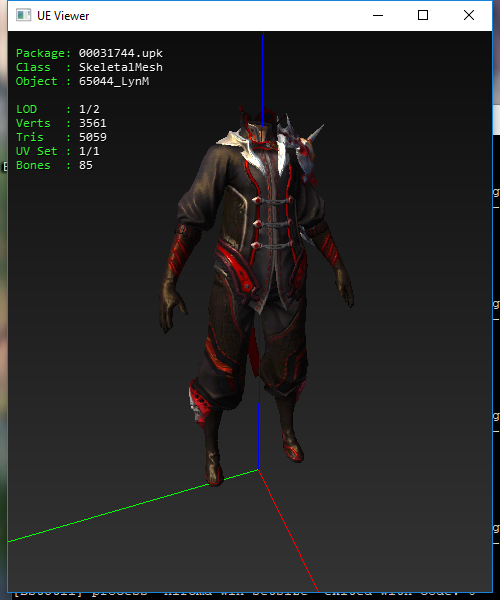 UE Viewer
Package: 00031744.upk
Class : SkeletalMesh
Object : 65044_LynM
LOD : 1/2
Verts : 3561
Tris : 5059
UV Set : 1/1
Bones : 85